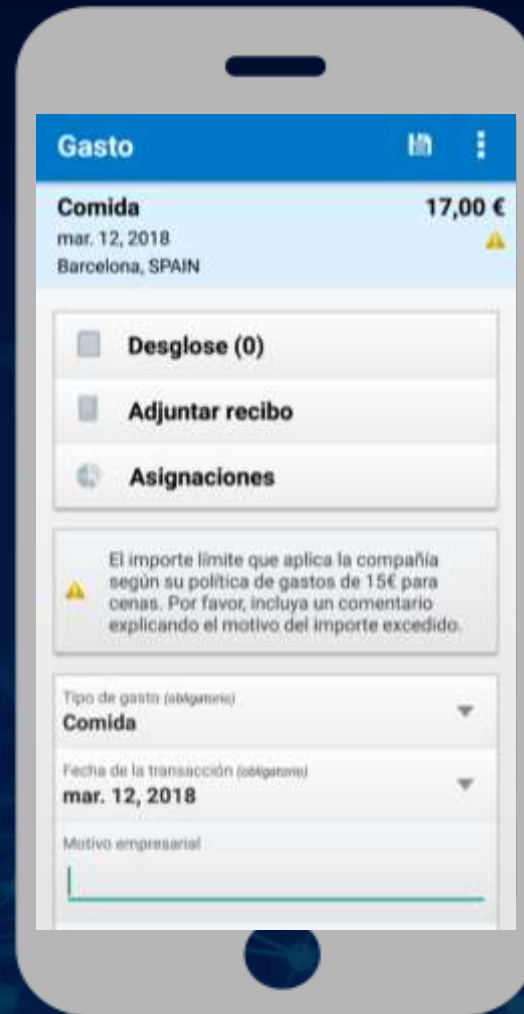 Gasto
Comida 17,00 €
mar. 12, 2018
Barcelona, SPAIN
Desglose (0)
Adjuntar recibo
Asignaciones
El importe límite que aplica la compañía
según su política de gastos de 15€ para
cenas. Por favor, incluya un comentario
explicando el motivo del importe excedido.
Tipo de gasto (obligatorio)
Comida
Fecha de la transacción (obligatorio)
mar. 12, 2018
Motivo empresarial